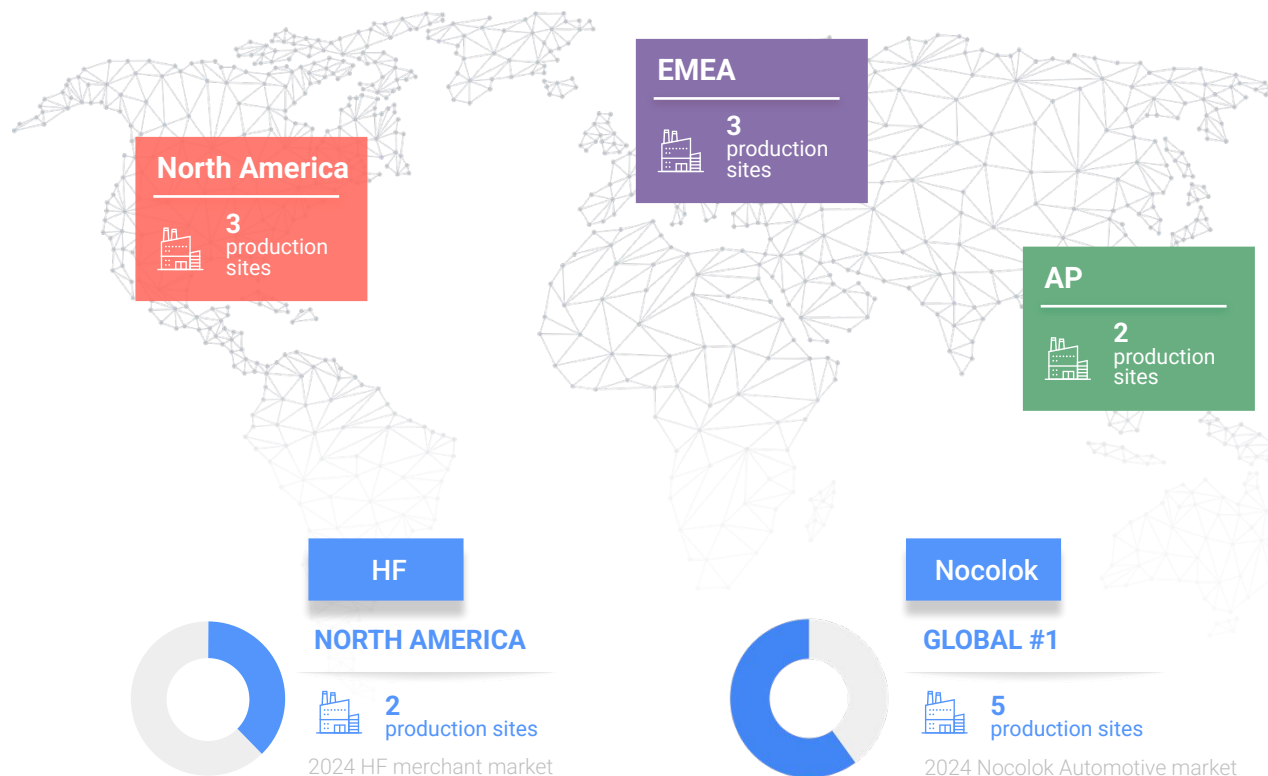 EMEA
3
production
sites
North America
3
production
sites
AP
2
production
sites
HF
NORTH AMERICA
2
production sites
2024 HF merchant market
Nocolok
GLOBAL #1
5
production sites
2024 Nocolok Automotive market